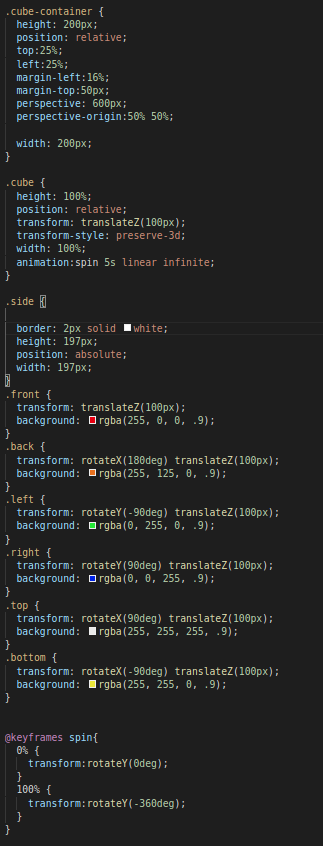 .cube-container {
  height: 200px;
  position: relative;
  top:25%;
  left:25%;
  margin-left:16%;
  margin-top:50px;
  perspective: 600px;
  perspective-origin:50% 50%;

  width: 200px;
}

.cube {
  height: 100%;
  position: relative;
  transform: translateZ(100px);
  transform-style: preserve-3d;
  width: 100%;
  animation:spin 5s linear infinite;
}

.side {

  border: 2px solid white;
  height: 197px;
  position: absolute;
  width: 197px;
}
.front {
  transform: translateZ(100px);
  background: rgba(255, 0, 0, .9);
}
.back {
  transform: rotateX(180deg) translateZ(100px);
  background: rgba(255, 125, 0, .9);
}
.left {
  transform: rotateY(-90deg) translateZ(100px);
  background: rgba(0, 255, 0, .9);
}
.right {
  transform: rotateY(90deg) translateZ(100px);
  background: rgba(0, 0, 255, .9);
}
.top {
  transform: rotateX(90deg) translateZ(100px);
  background: rgba(255, 255, 255, .9);
}
.bottom {
  transform: rotateX(-90deg) translateZ(100px);
  background: rgba(255, 255, 0, .9);
}


@keyframes spin{
  0% {
    transform:rotateY(0deg);
  }
  100% {
    transform:rotateY(-360deg);
  }
}